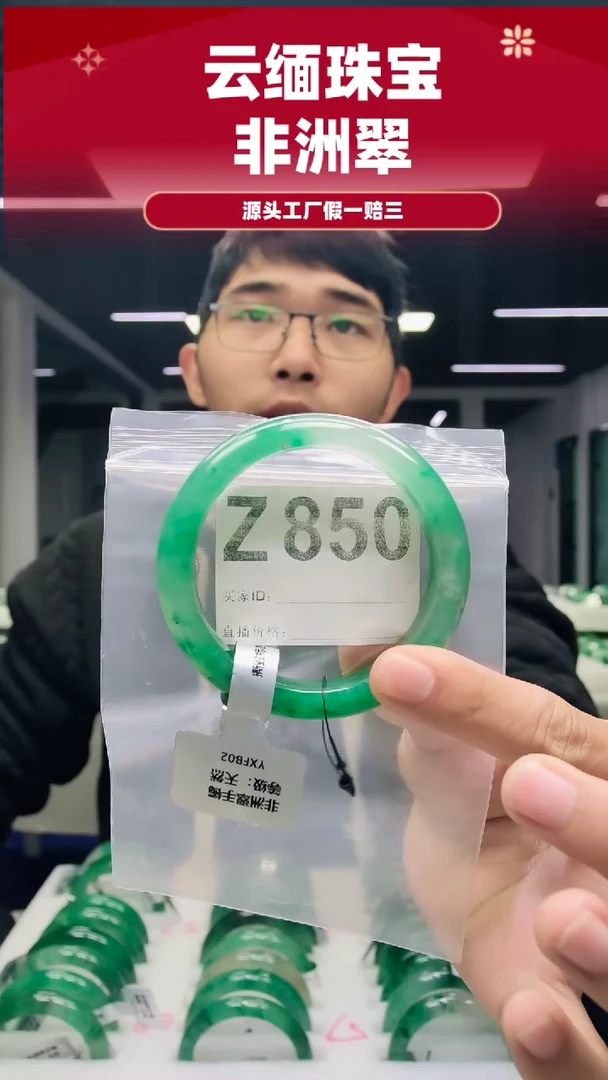 云缅珠宝
非洲翠
源头工厂假一赔三
Z850
买家ID：
直播价格：
非洲翠手镯
等级：天然
YXFB02